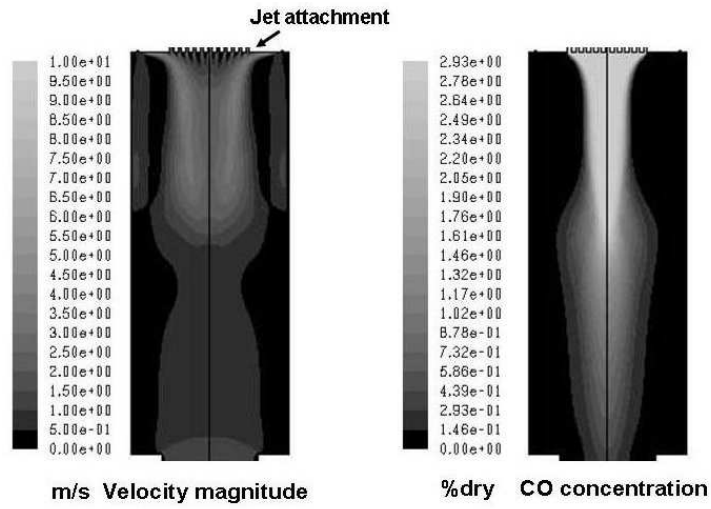 Jet attachment
1.00e+01
9.50e+00
9.00e+00
8.50e+00
8.00e+00
7.50e+00
7.00e+00
6.50e+00
6.00e+00
5.50e+00
5.00e+00
4.50e+00
4.00e+00
3.50e+00
3.00e+00
2.50e+00
2.00e+00
1.50e+00
1.00e+00
5.00e-01
0.00e+00
m/s Velocity magnitude
2.93e+00
2.78e+00
2.64e+00
2.49e+00
2.34e+00
2.20e+00
2.05e+00
1.90e+00
1.76e+00
1.61e+00
1.46e+00
1.32e+00
1.17e+00
1.02e+00
8.78e-01
7.32e-01
5.86e-01
4.39e-01
2.93e-01
1.46e-01
0.00e+00
%dry CO concentration